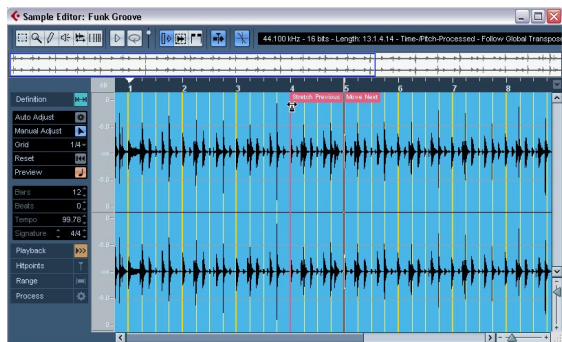 Sample Editor: Funk Groove
44.100 kHz - 16 bits - Length: 13.1.4.14 - Time-/Pitch-Processed - Follow Global Transpos
dB 1 2 3 4 5 6 7 8
Definition
Stretch Previous Move Next
Auto Adjust
Manual Adjust
Grid 1/4
Reset
Preview
Bars 12
Beats 0
Tempo 99.78
Signature 4/4
Playback
Hitpoints
Range
Process